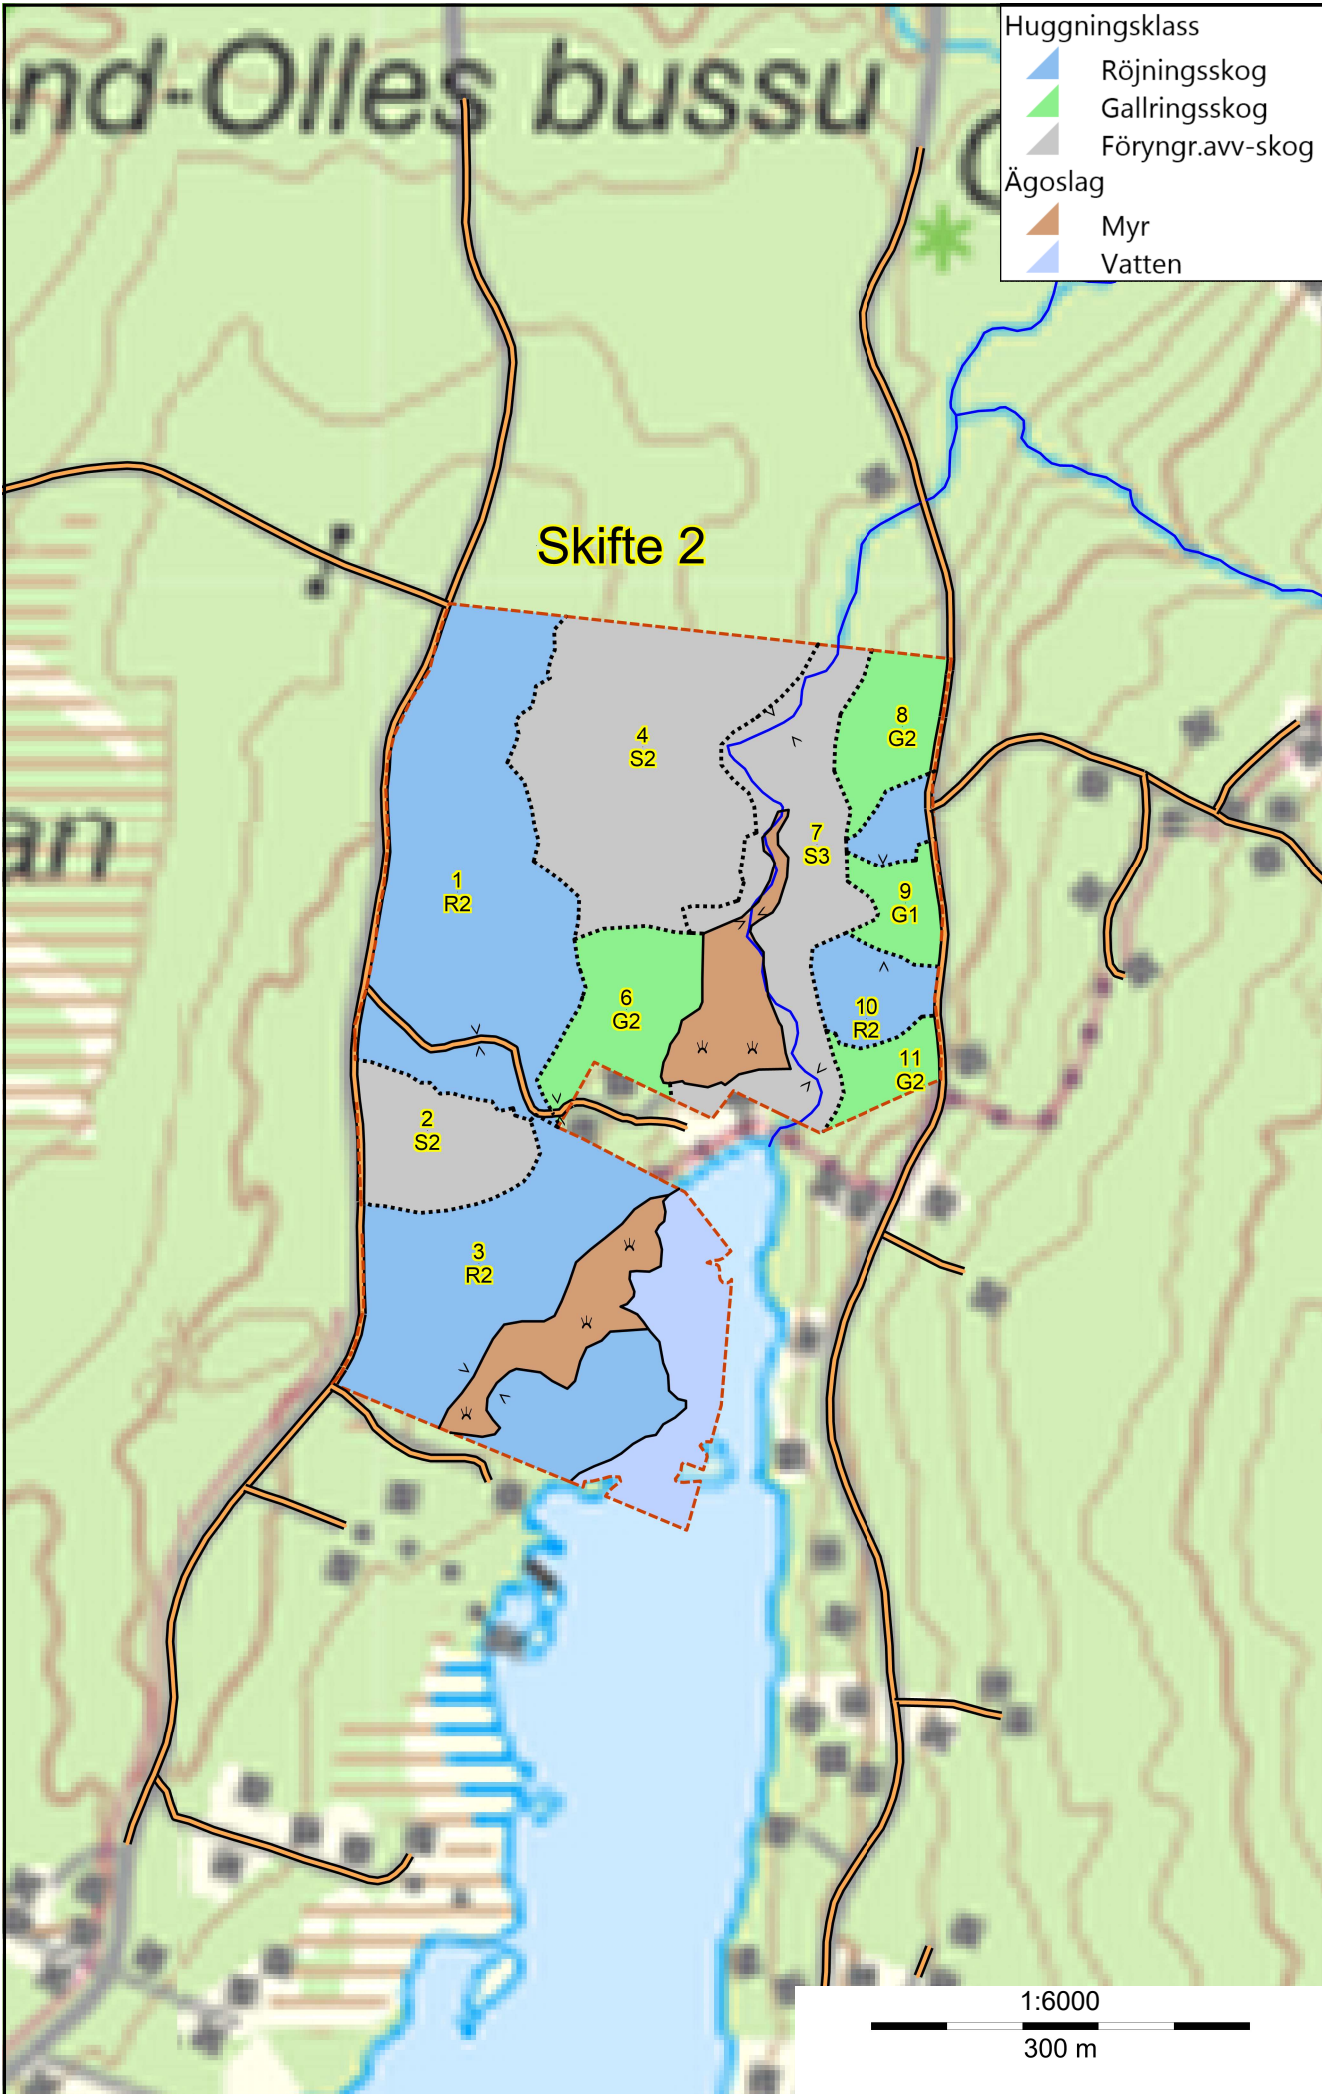 nd-Olles bussu
Huggningsklass
Röjningsskog
Gallringsskog
Föryngr.avv-skog
Ägoslag
Myr
Vatten
Skifte 2
8
G2
4
S2
7
S3
an
1
R2
9
G1
6
G2
10
R2
11
G2
2
S2
3
R2
1:6000
300 m